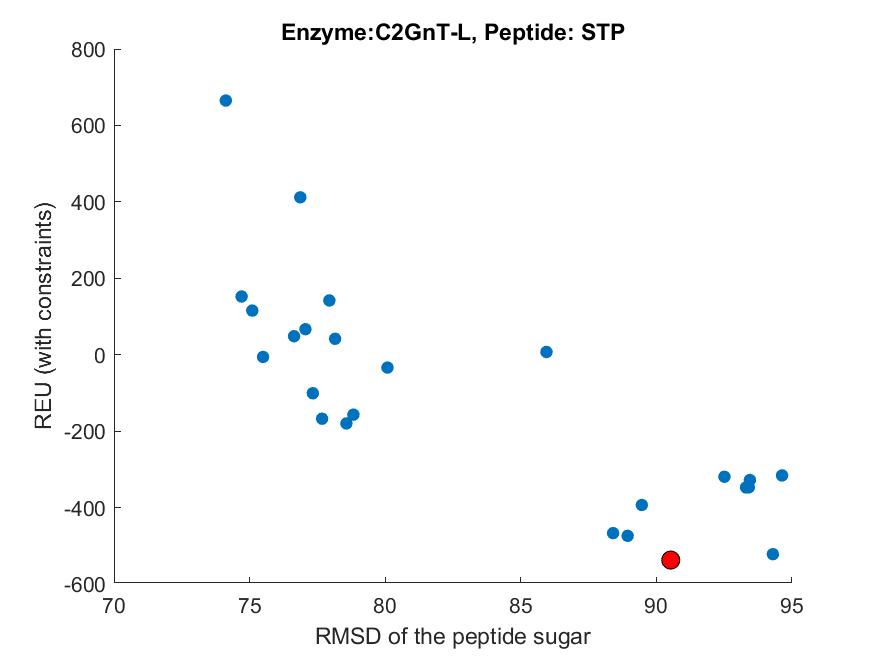 Enzyme:C2GnT-L, Peptide: STP
800
600
400
200
0
-200
-400
-600
REU (with constraints)
70 75 80 85 90 95
RMSD of the peptide sugar